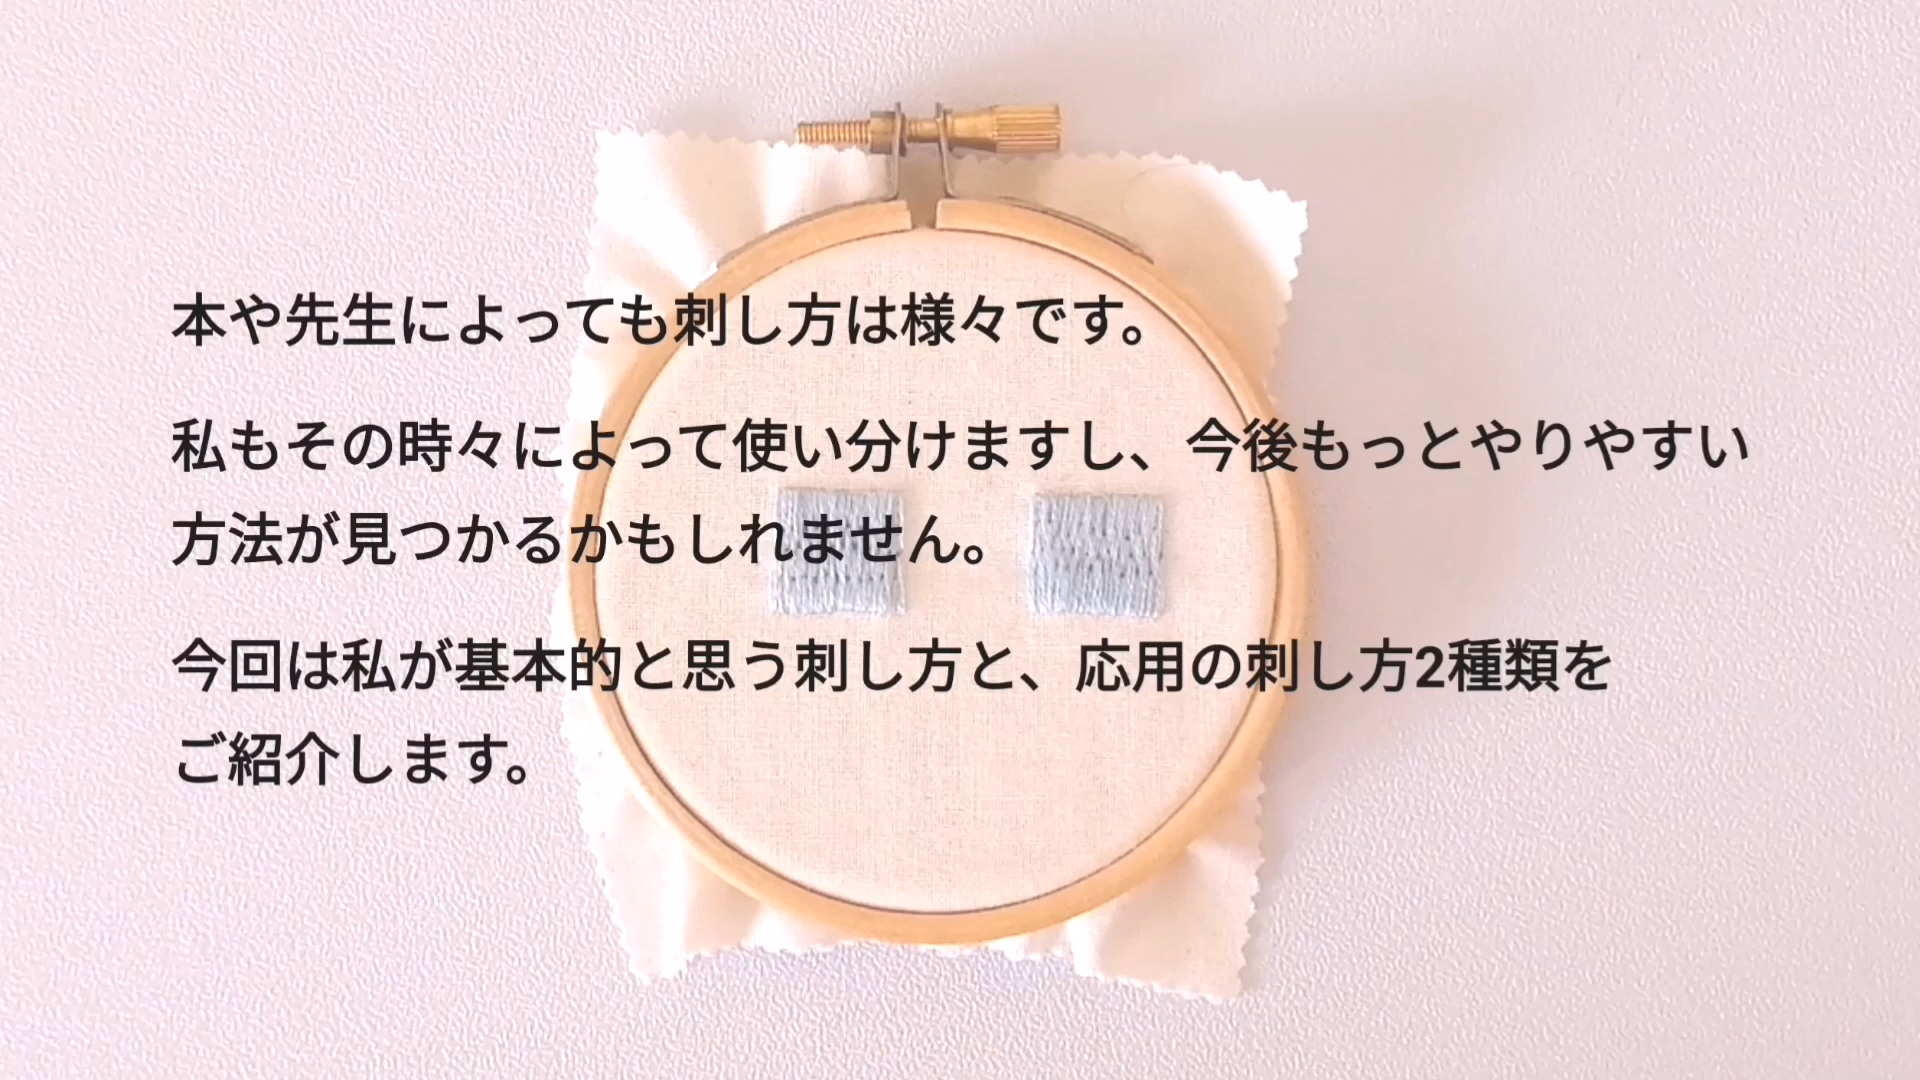 本や先生によっても刺し方は様々です。
私もその時々によって使い分けますし、今後もっとやりやすい
方法が見つかるかもしれません。
今回は私が基本的と思う刺し方と、応用の刺し方2種類を
ご紹介します。